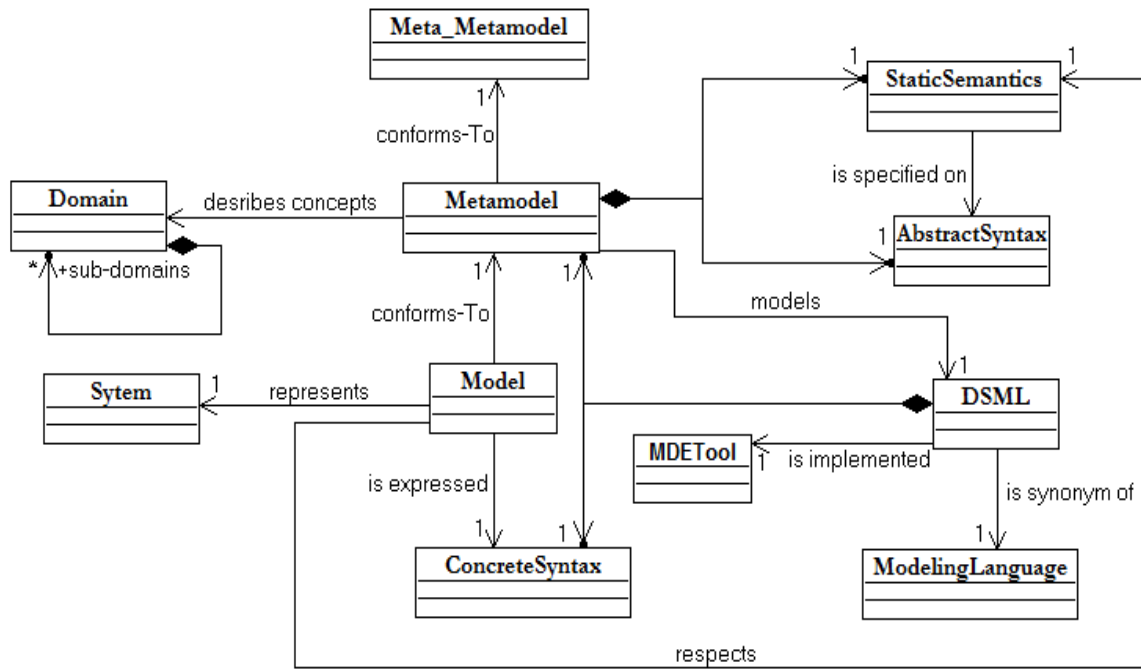 Meta_Metamodel
1
StaticSemantics
1
1
conforms-To
is specified on
Domain
desribes concepts
Metamodel
1
AbstractSyntax
*
+sub-domains
1
1
models
conforms-To
1
Sytem
1
represents
Model
DSML
MDETool
1
is implemented
is expressed
is synonym of
1
1
1
ConcreteSyntax
ModelingLanguage
respects